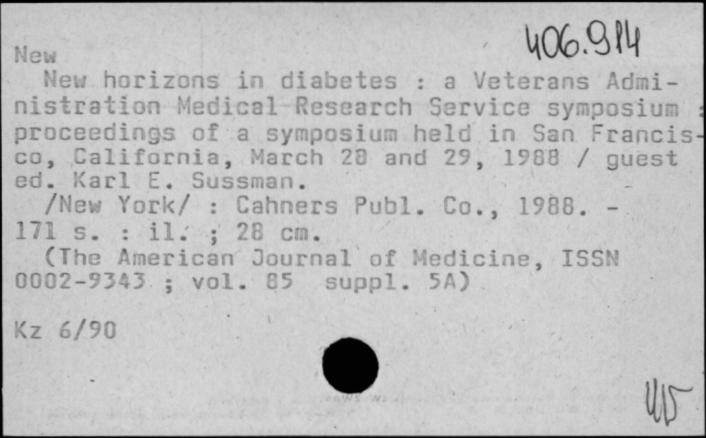 406.914
New
New horizons in diabetes : a Veterans Admi-
nistration Medical Research Service symposium :
proceedings of a symposium held in San Francis-
co, California, March 28 and 29, 1988 / guest
ed. Karl E. Sussman.
/New York/ : Cahners Publ. Co., 1988. -
171 s. : il. ; 28 cm.
(The American Journal of Medicine, ISSN
0002-9343 ; vol. 85 suppl. 5A)
Kz 6/90